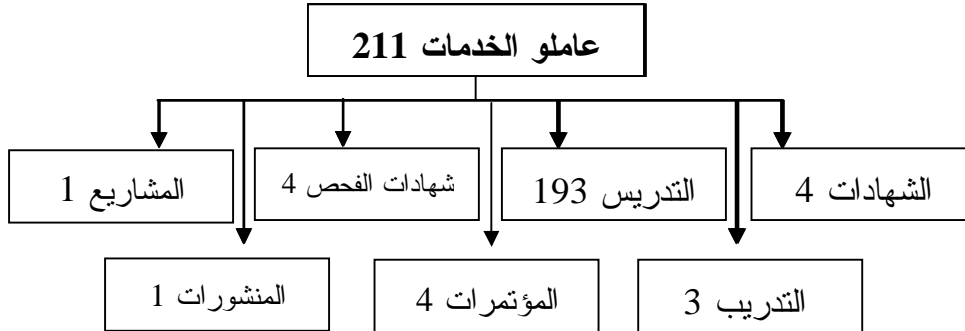 عاملو الخدمات 211
الشهادات 4
التدريس 193
شهادات الفحص 4
المشاريع 1
التدريب 3
المؤتمرات 4
المنشورات 1